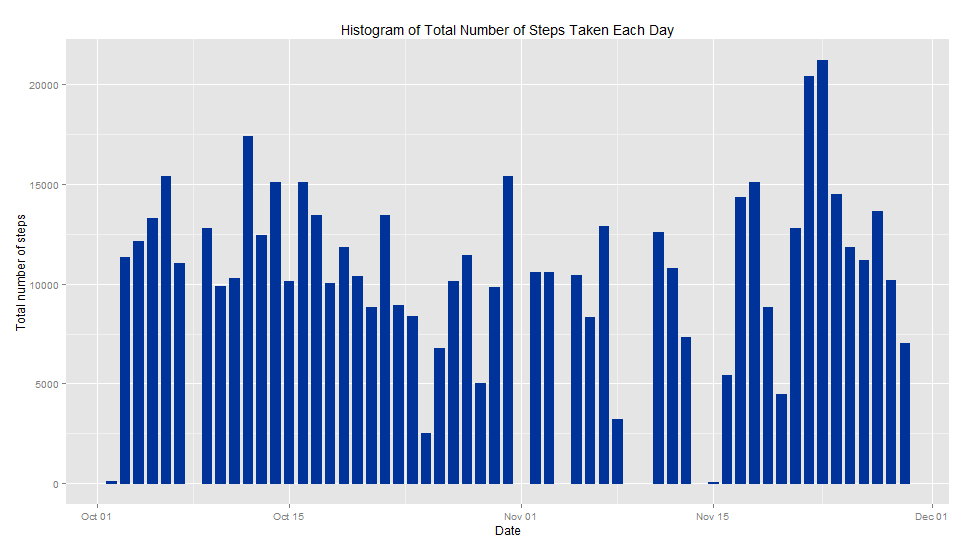 Histogram of Total Number of Steps Taken Each Day
Total number of steps
20000
15000
10000
5000
0
Oct 01
Oct 15
Nov 01
Nov 15
Dec 01
Date